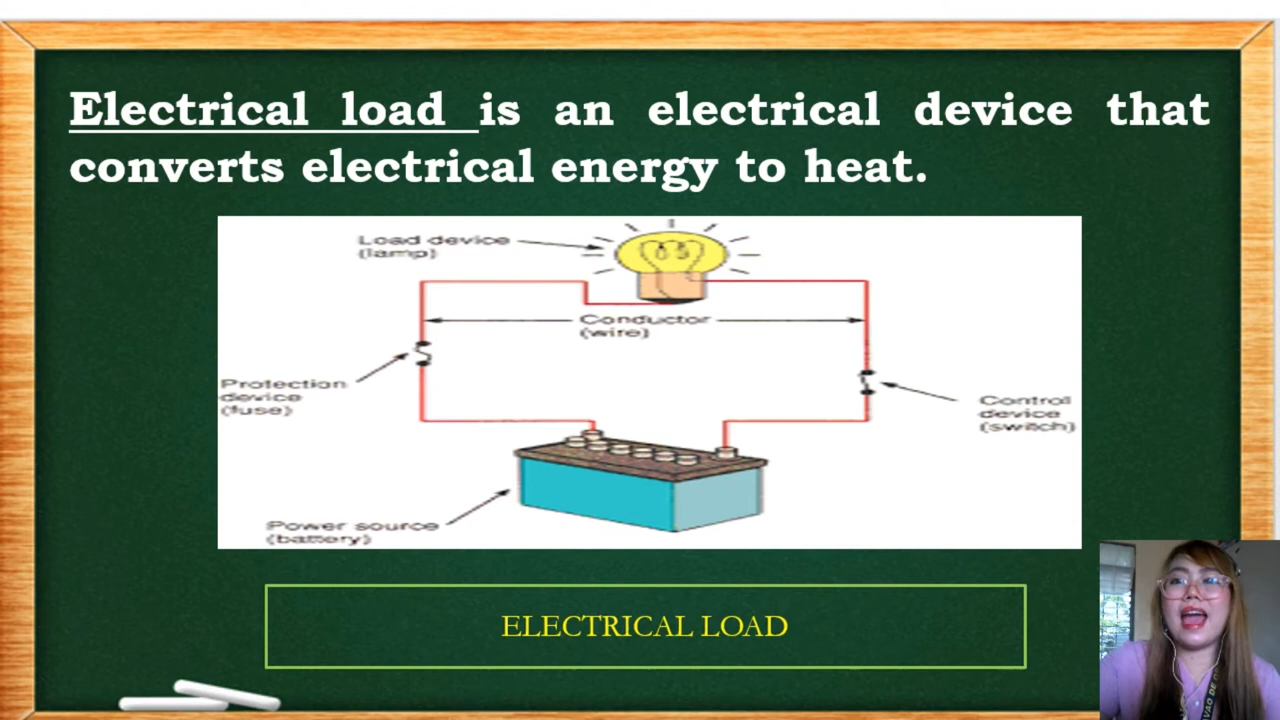 Electrical load is an electrical device that
converts electrical energy to heat.
Load device
(lamp)
Conductor
(wire)
Protection
device
(fuse)
Control
device
(switch)
Power source
(battery)
ELECTRICAL LOAD